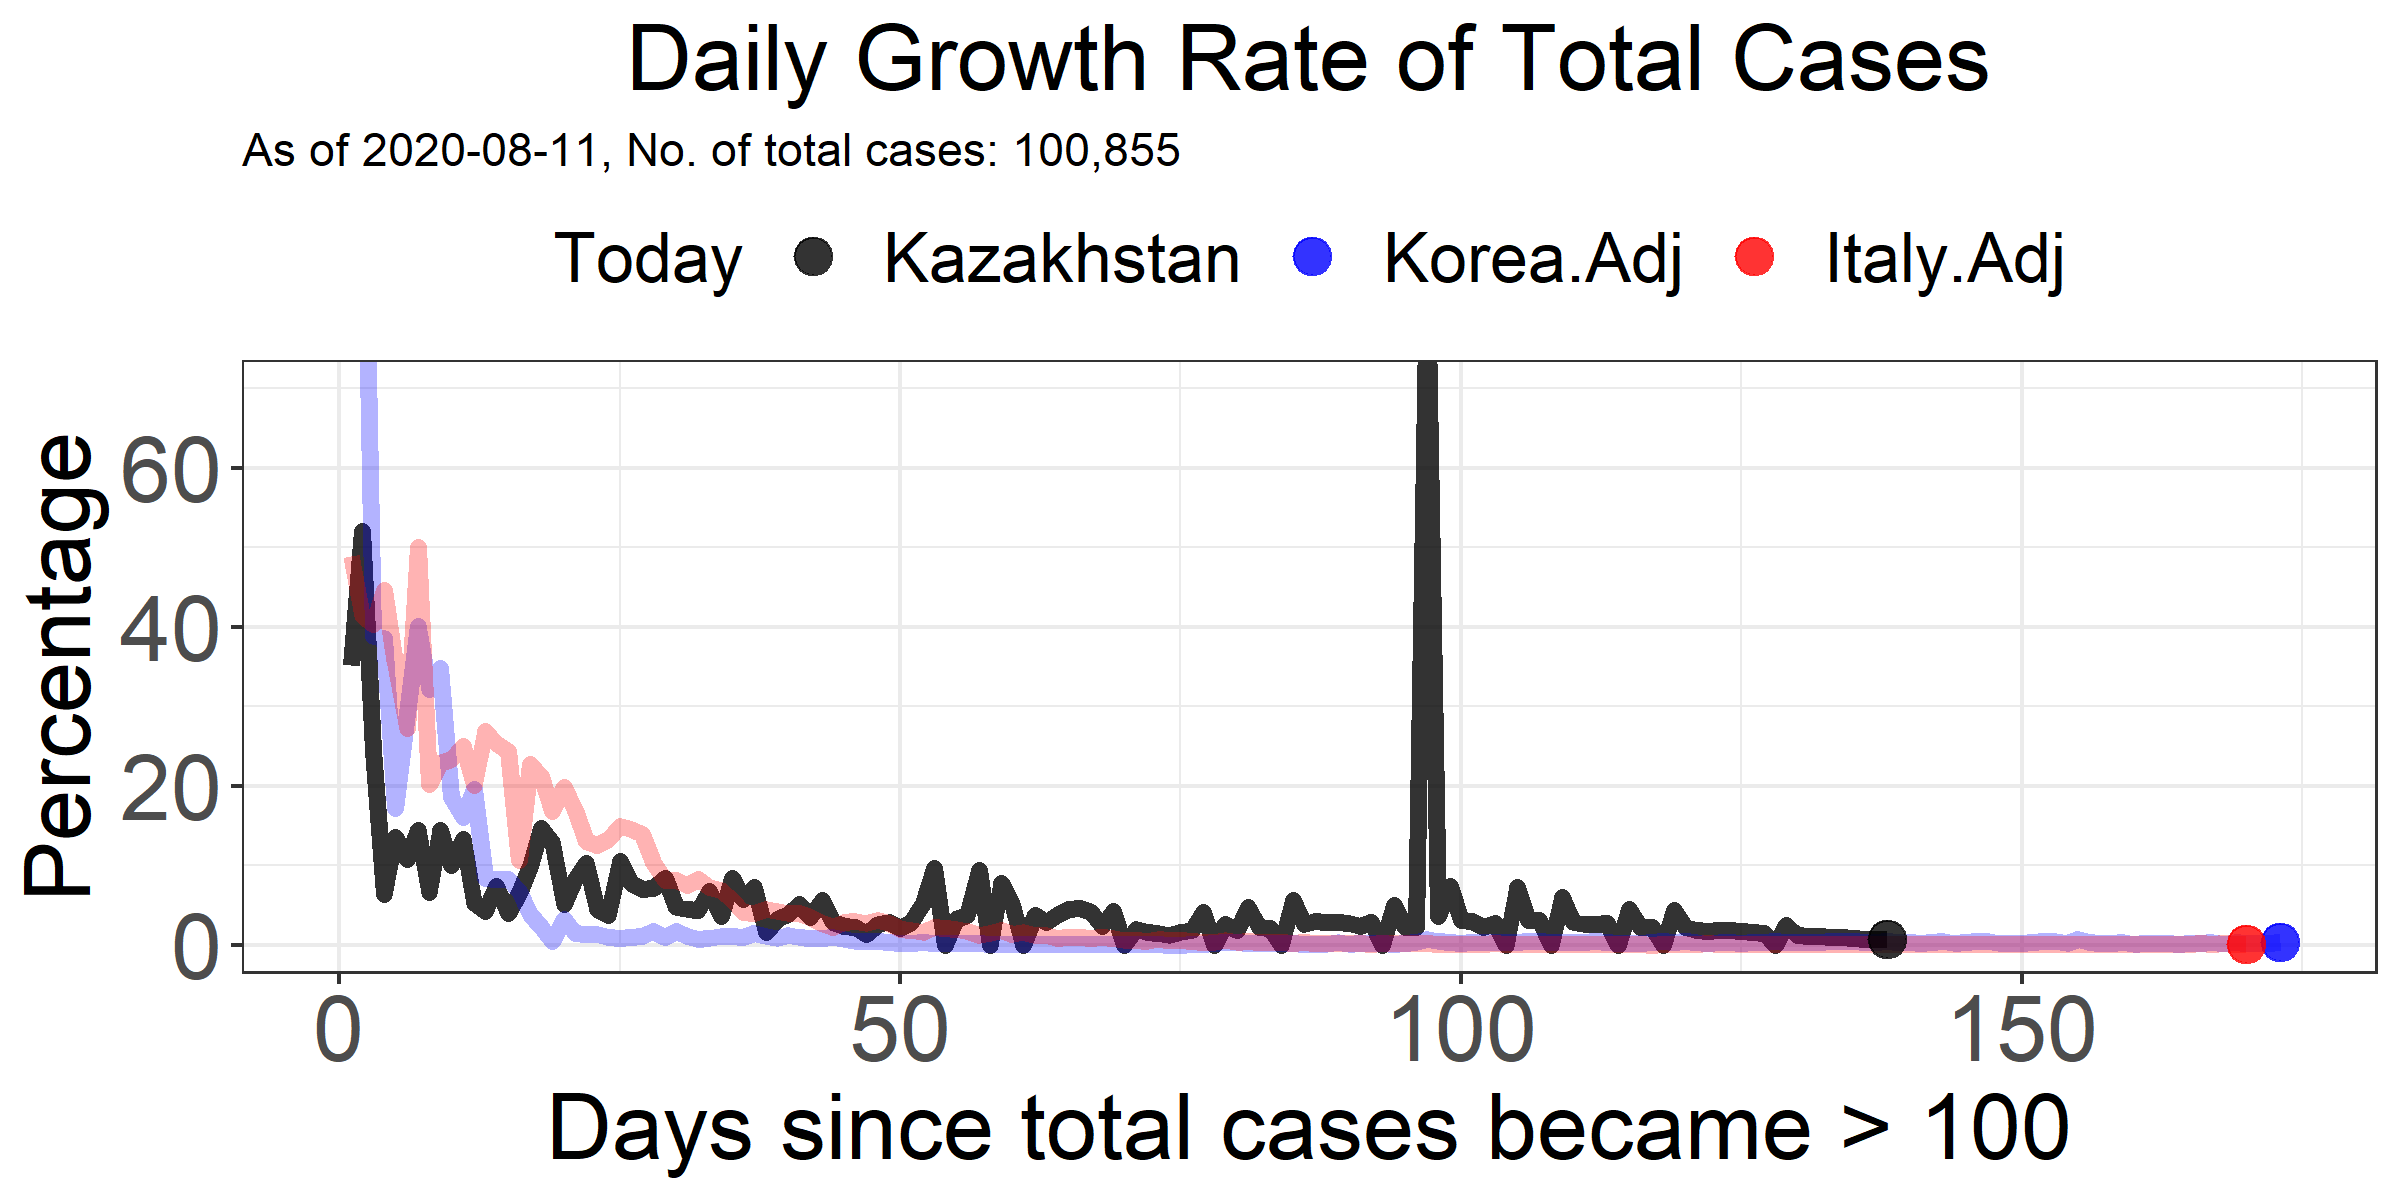 Daily Growth Rate of Total Cases
As of 2020-08-11, No. of total cases: 100,855
Today Kazakhstan Korea.Adj Italy.Adj
Percentage
60
40
20
0
0 50 100 150
Days since total cases became > 100